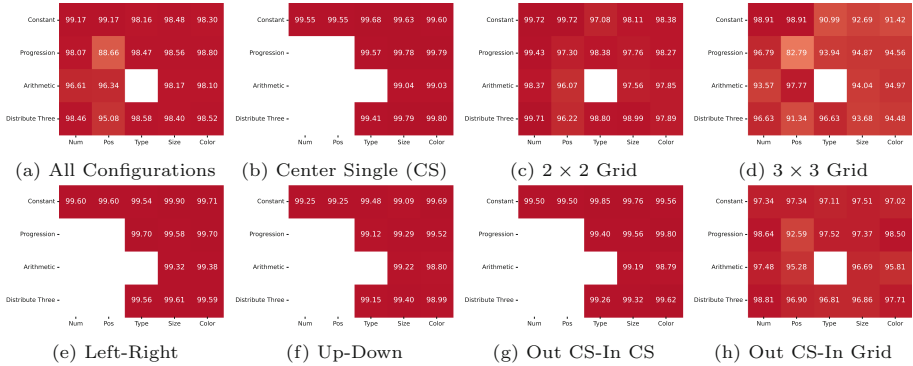 Constant 99.17 99.17 98.16 98.48 98.30
Progression 98.07 88.66 98.47 98.56 98.80
Arithmetic 96.61 96.34 98.17 98.10
Distribute Three 98.46 95.08 98.58 98.40 98.52
Num Pos Type Size Color
(a) All Configurations
Constant 99.55 99.55 99.68 99.63 99.60
Progression 99.57 99.78 99.79
Arithmetic 99.04 99.03
Distribute Three 99.41 99.79 99.80
Num Pos Type Size Color
(b) Center Single (CS)
Constant 99.72 99.72 97.08 98.11 98.38
Progression 99.43 97.30 98.38 97.76 98.27
Arithmetic 98.37 96.07 97.56 97.85
Distribute Three 99.71 96.22 98.80 98.99 97.89
Num Pos Type Size Color
(c) 2 × 2 Grid
Constant 98.91 98.91 90.99 92.69 91.42
Progression 96.79 82.79 93.94 94.87 94.56
Arithmetic 93.57 97.77 94.04 94.97
Distribute Three 96.63 91.34 96.63 93.68 94.48
Num Pos Type Size Color
(d) 3 × 3 Grid
Constant 99.60 99.60 99.54 99.90 99.71
Progression 99.70 99.58 99.70
Arithmetic 99.32 99.38
Distribute Three 99.56 99.61 99.59
Num Pos Type Size Color
(e) Left-Right
Constant 99.25 99.25 99.48 99.09 99.69
Progression 99.12 99.29 99.52
Arithmetic 99.22 98.80
Distribute Three 99.15 99.40 98.99
Num Pos Type Size Color
(f) Up-Down
Constant 99.50 99.50 99.85 99.76 99.56
Progression 99.40 99.56 99.80
Arithmetic 99.19 98.79
Distribute Three 99.26 99.32 99.62
Num Pos Type Size Color
(g) Out CS-In CS
Constant 97.34 97.34 97.11 97.51 97.02
Progression 98.64 92.59 97.52 97.37 98.50
Arithmetic 97.48 95.28 96.69 95.81
Distribute Three 98.81 96.90 96.81 96.86 97.71
Num Pos Type Size Color
(h) Out CS-In Grid